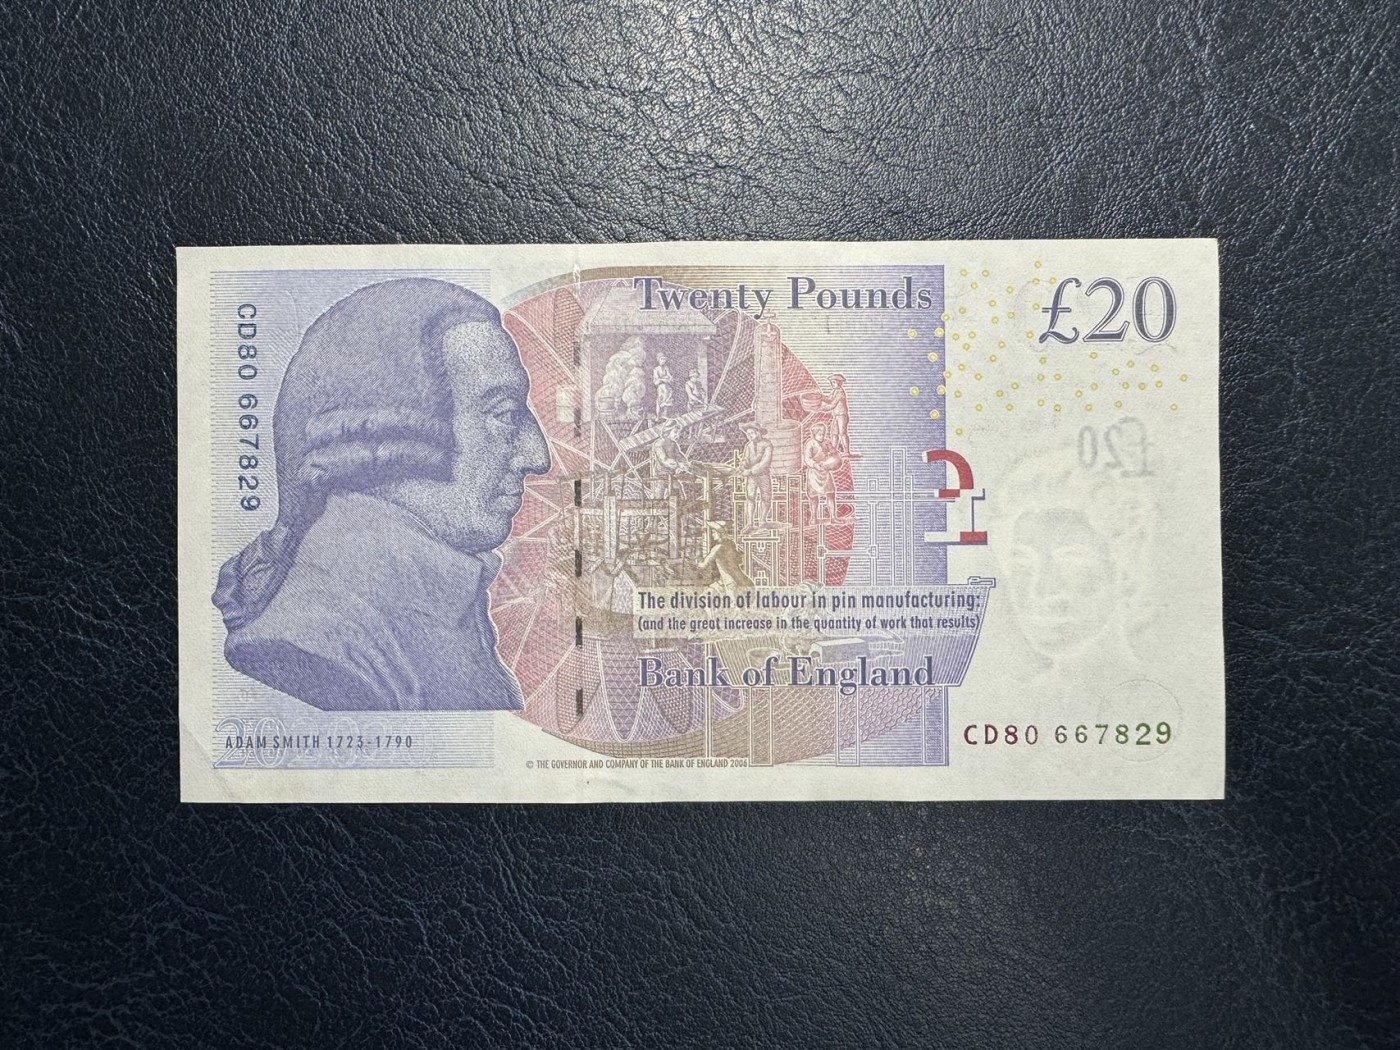 Twenty Pounds
£20
CD80 667829
£20
The division of labour in pin manufacturing:
(and the great increase in the quantity of work that results)
Bank of England
CD80 667829
20
ADAM SMITH 1723-1790
© THE GOVERNOR AND COMPANY OF THE BANK OF ENGLAND 2006